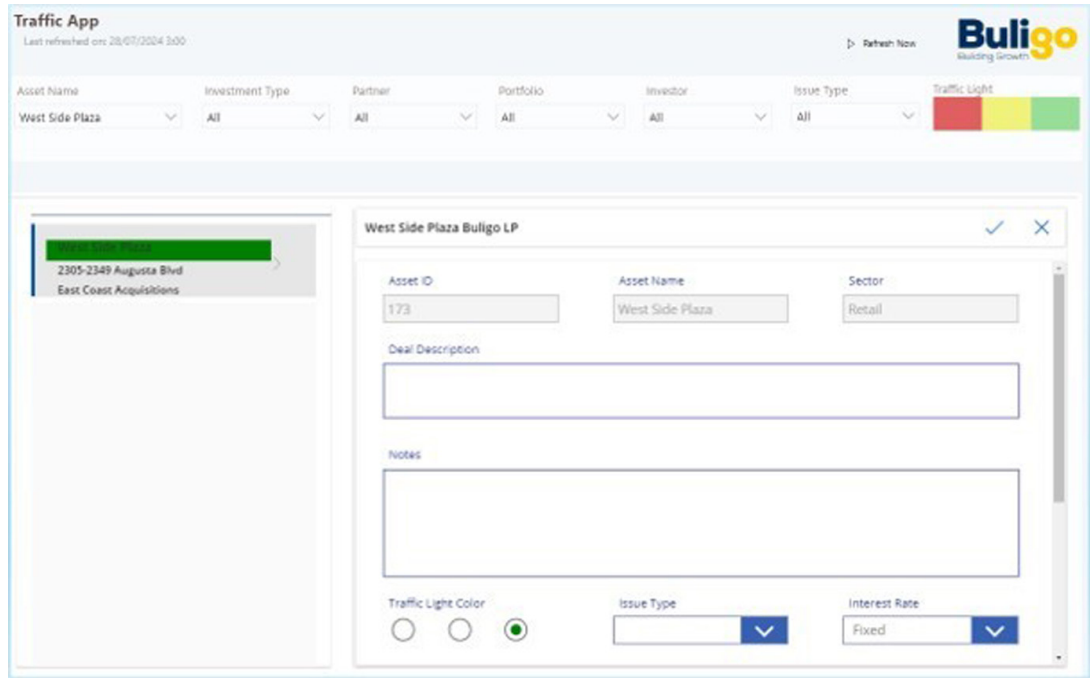 Traffic App
Last refreshed on: 28/07/2024 3:00
Refresh Now
Buligo
Building Growth
Asset Name
Investment Type
Partner
Portfolio
Investor
Issue Type
Traffic Light
West Side Plaza
All
All
All
All
All
West Side Plaza
2305-2349 Augusta Blvd
East Coast Acquisitions
West Side Plaza Buligo LP
Asset ID
Asset Name
Sector
173
West Side Plaza
Retail
Deal Description
Notes
Traffic Light Color
Issue Type
Interest Rate
Fixed